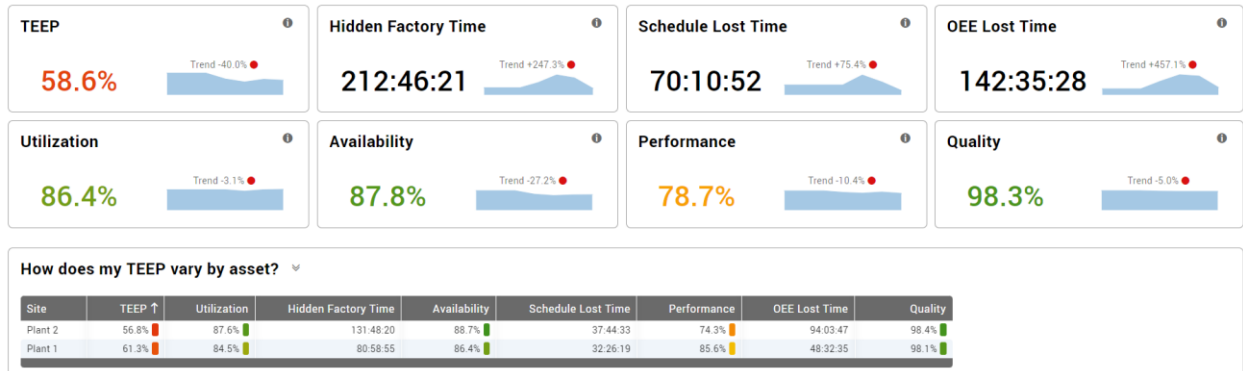 TEEP
Hidden Factory Time
Schedule Lost Time
OEE Lost Time
58.6%
Trend -40.0%
212:46:21
Trend +247.3%
70:10:52
Trend +75.4%
142:35:28
Trend +457.1%
Utilization
Availability
Performance
Quality
86.4%
Trend -3.1%
87.8%
Trend -27.2%
78.7%
Trend -10.4%
98.3%
Trend -5.0%
How does my TEEP vary by asset?
Site TEEP ↑ Utilization Hidden Factory Time Availability Schedule Lost Time Performance OEE Lost Time Quality
Plant 2 56.8% 87.6% 131:48:20 88.7% 37:44:33 74.3% 94:03:47 98.4%
Plant 1 61.3% 84.5% 80:58:55 86.4% 32:26:19 85.6% 48:32:35 98.1%